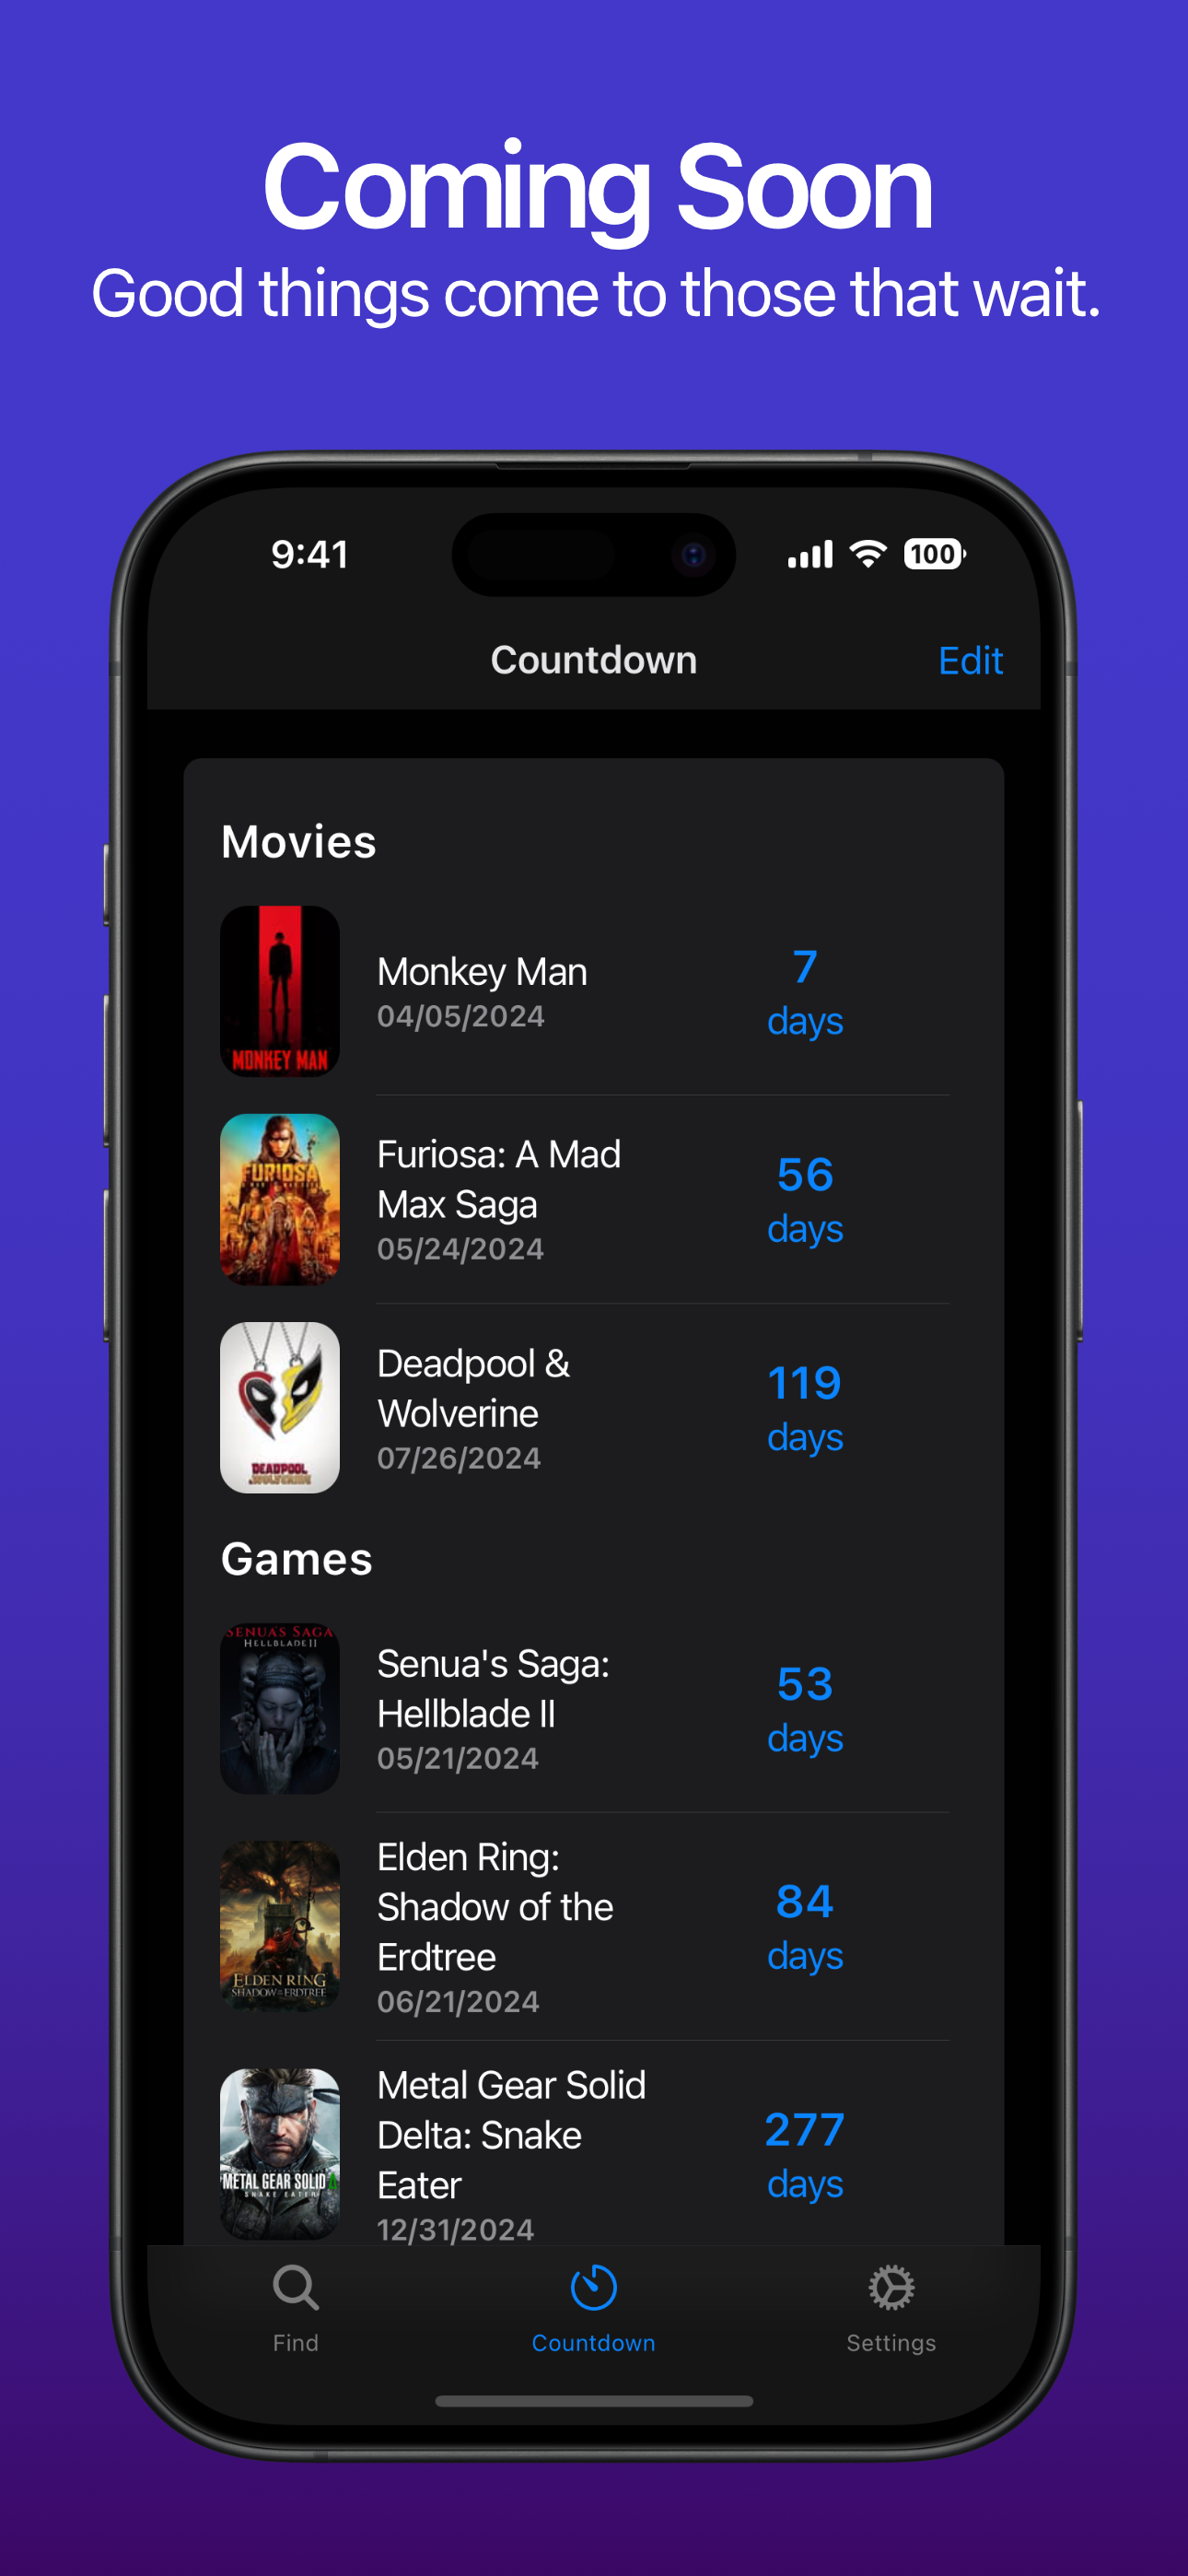 Coming Soon
Good things come to those that wait.
9:41
100
Countdown
Edit
Movies
MONKEY MAN
Monkey Man
04/05/2024
7
days
FURIOSA
Furiosa: A Mad
Max Saga
05/24/2024
56
days
DEADPOOL
& WOLVERINE
Deadpool &
Wolverine
07/26/2024
119
days
Games
SENUA'S SAGA
HELLBLADE II
Senua's Saga:
Hellblade II
05/21/2024
53
days
ELDEN RING
SHADOW OF THE ERDTREE
Elden Ring:
Shadow of the
Erdtree
06/21/2024
84
days
METAL GEAR SOLID Δ
SNAKE EATER
Metal Gear Solid
Delta: Snake
Eater
12/31/2024
277
days
Find
Countdown
Settings